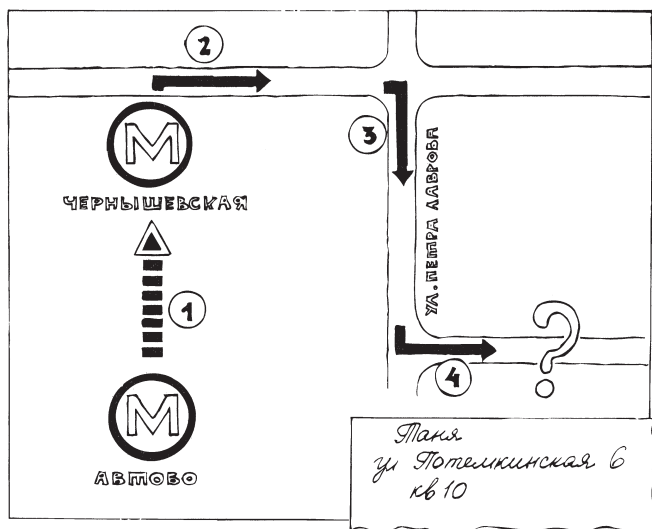 2
М
3
ЧЕРНЫШЕВСКАЯ
УЛ. ПЕТРА ЛАВРОВА
1
?
4
М
АВТОВО
Таня
ул Потемкинская 6
кв 10